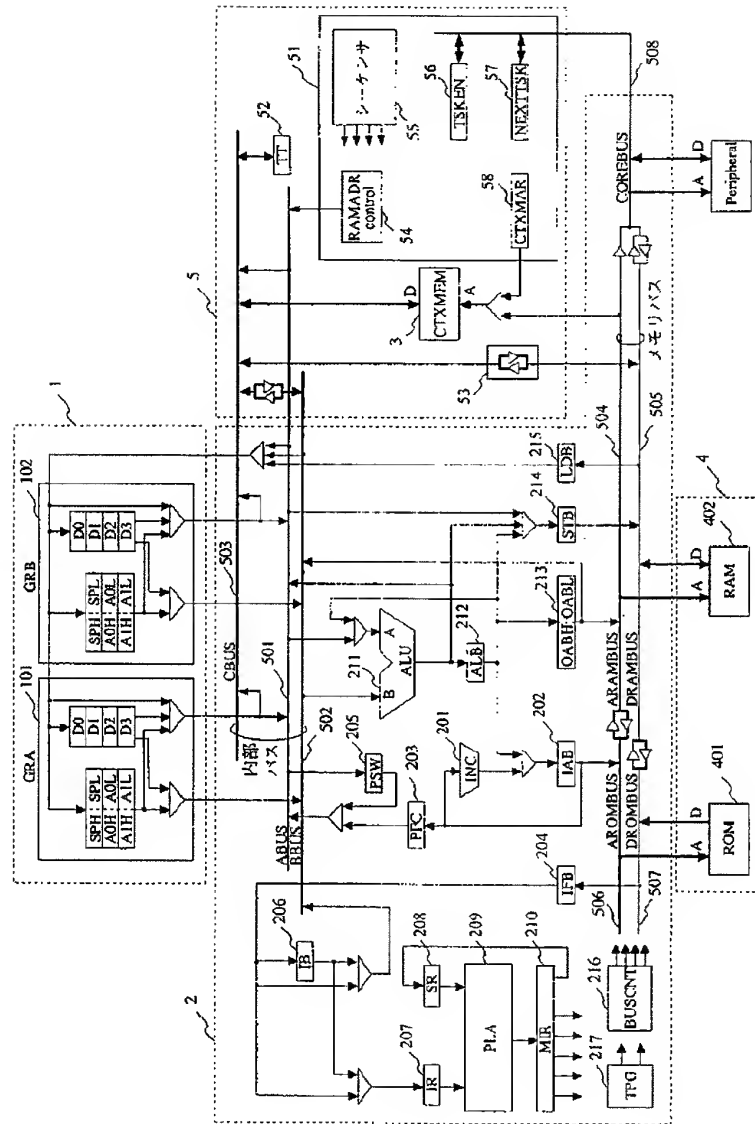 1
GRA
101
SPH SPL
A0H A0L
A1H A1L
D0
D1
D2
D3
GRB
102
SPH SPL
A0H A0L
A1H A1L
D0
D1
D2
D3
2
内部
バス
CBUS
503
501
ABUS
BBUS
502
IB
206
IR
207
SR
208
PLA
209
MIR
210
TPG
217
BUSCNT
216
PSW
205
PFC
203
INC
201
IAB
202
IFB
204
B
A
211
ALU
ALB
212
OABH OABL
213
STB
214
LDB
215
AROMBUS
DROMBUS
506
507
ARAMBUS
DRAMBUS
504
505
メモリバス
4
ROM
401
A
D
RAM
402
A
D
5
TT
52
53
CTXMEM
3
D
A
51
RAMADR
control
54
シーケンサ
55
TSKEN
56
NEXTTSK
57
CTXMAR
58
COREBUS
508
A
D
Peripheral